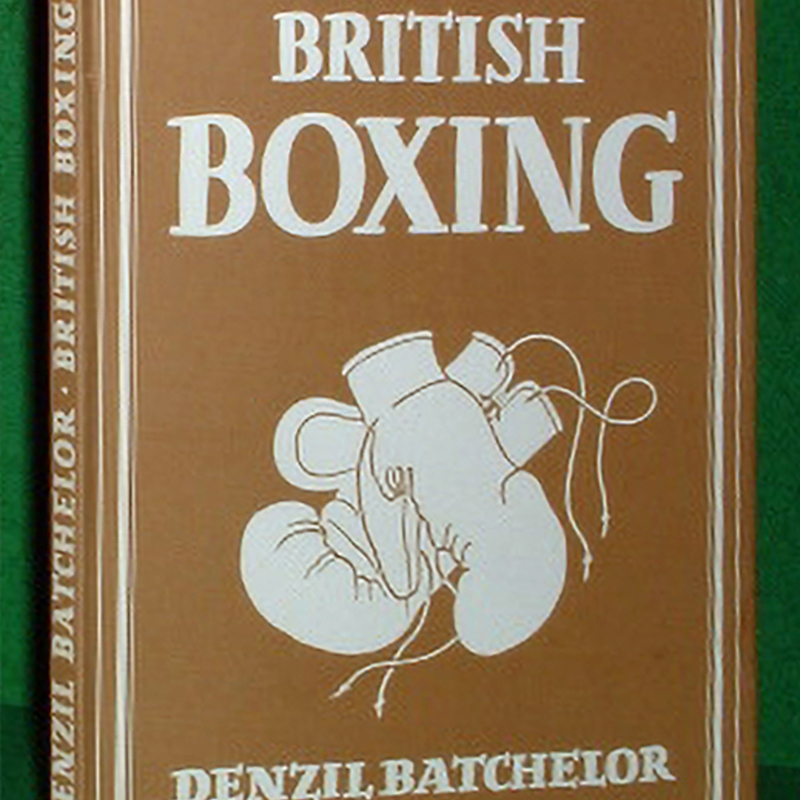 BRITISH
BOXING
DENZIL BATCHELOR
DENZIL BATCHELOR · BRITISH BOXING